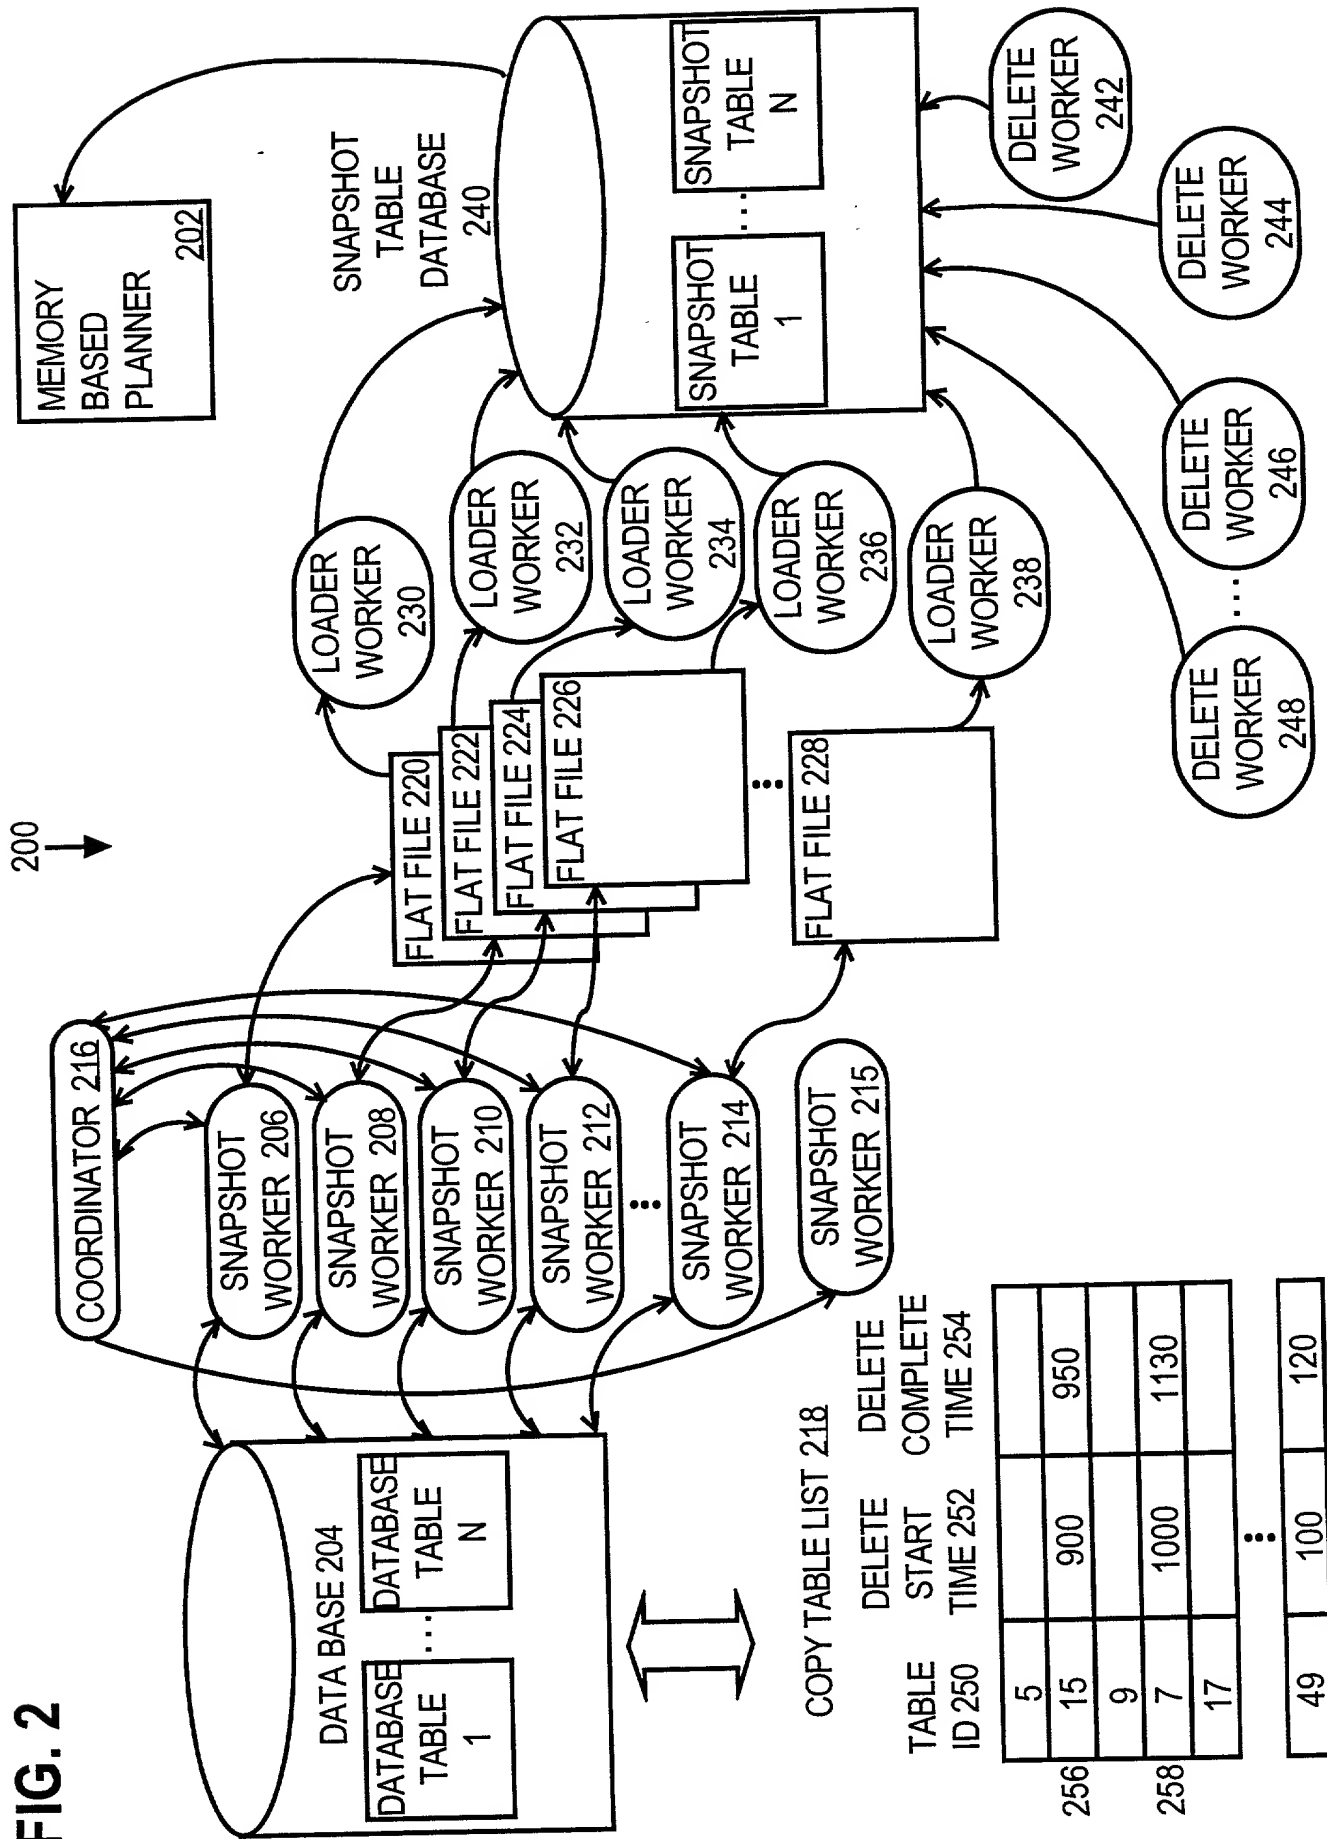 FIG. 2
200
MEMORY
BASED
PLANNER
202
COORDINATOR 216
DATA BASE 204
DATABASE
TABLE
1
....
DATABASE
TABLE
N
SNAPSHOT
WORKER 206
SNAPSHOT
WORKER 208
SNAPSHOT
WORKER 210
SNAPSHOT
WORKER 212
SNAPSHOT
WORKER 214
SNAPSHOT
WORKER 215
FLAT FILE 220
FLAT FILE 222
FLAT FILE 224
FLAT FILE 226
FLAT FILE 228
LOADER
WORKER
230
LOADER
WORKER
232
LOADER
WORKER
234
LOADER
WORKER
236
LOADER
WORKER
238
SNAPSHOT
TABLE
DATABASE
240
SNAPSHOT
TABLE
1
....
SNAPSHOT
TABLE
N
DELETE
WORKER
242
DELETE
WORKER
244
DELETE
WORKER
246
....
DELETE
WORKER
248
COPY TABLE LIST 218
TABLE
ID 250
DELETE
START
TIME 252
DELETE
COMPLETE
TIME 254
5
256 15 900 950
9
258 7 1000 1130
17
49 100 120